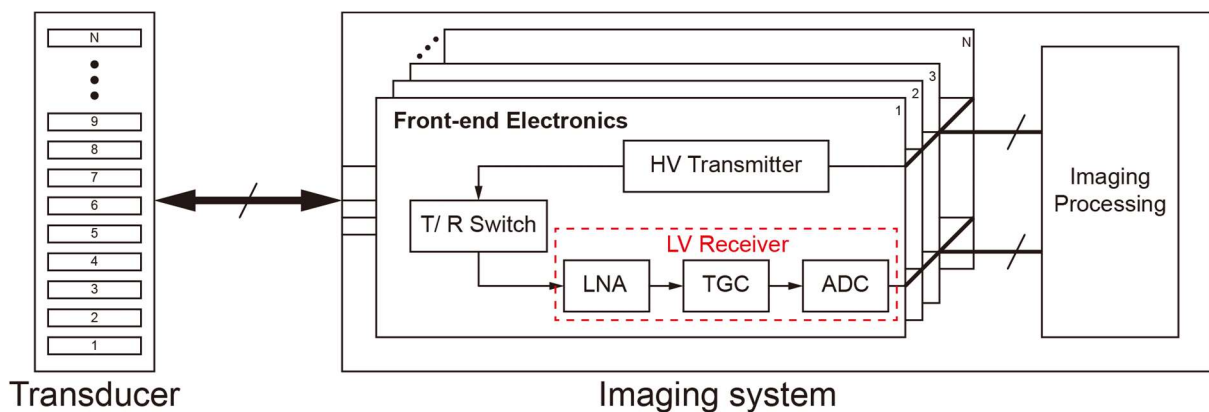 N
9
8
7
6
5
4
3
2
1
Transducer
N
3
2
1
Front-end Electronics
HV Transmitter
T/ R Switch
LV Receiver
LNA
TGC
ADC
Imaging
Processing
Imaging system